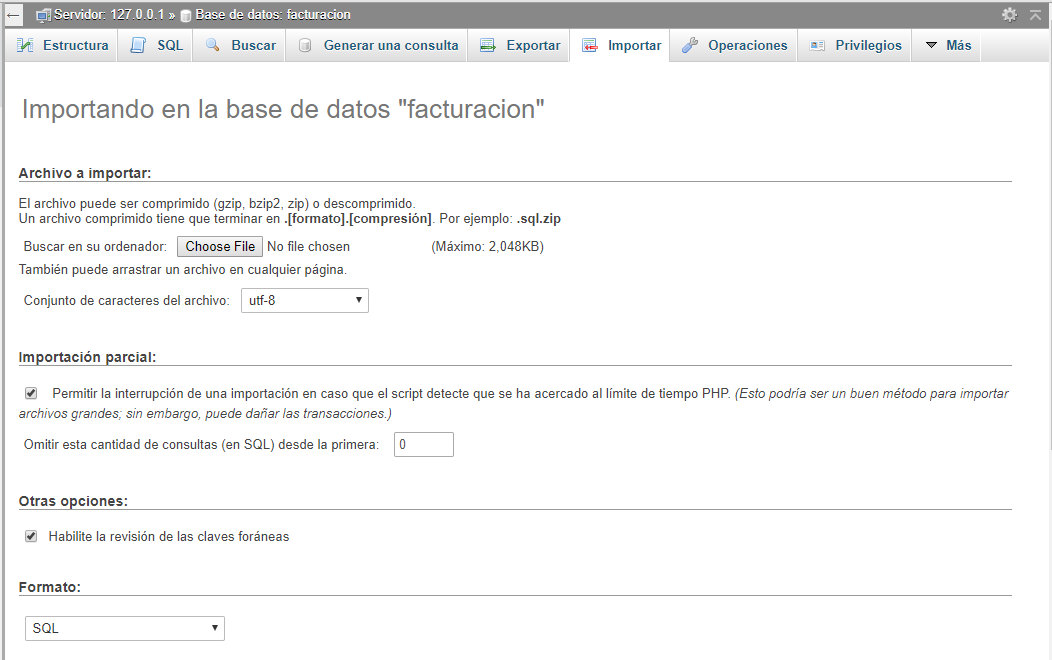 Servidor: 127.0.0.1 » Base de datos: facturacion
Estructura SQL Buscar Generar una consulta Exportar Importar Operaciones Privilegios Más
Importando en la base de datos "facturacion"
Archivo a importar:
El archivo puede ser comprimido (gzip, bzip2, zip) o descomprimido.
Un archivo comprimido tiene que terminar en .[formato].[compresión]. Por ejemplo: .sql.zip
Buscar en su ordenador: Choose File No file chosen (Máximo: 2,048KB)
También puede arrastrar un archivo en cualquier página.
Conjunto de caracteres del archivo: utf-8
Importación parcial:
Permitir la interrupción de una importación en caso que el script detecte que se ha acercado al límite de tiempo PHP. (Esto podría ser un buen método para importar
archivos grandes; sin embargo, puede dañar las transacciones.)
Omitir esta cantidad de consultas (en SQL) desde la primera: 0
Otras opciones:
Habilite la revisión de las claves foráneas
Formato:
SQL